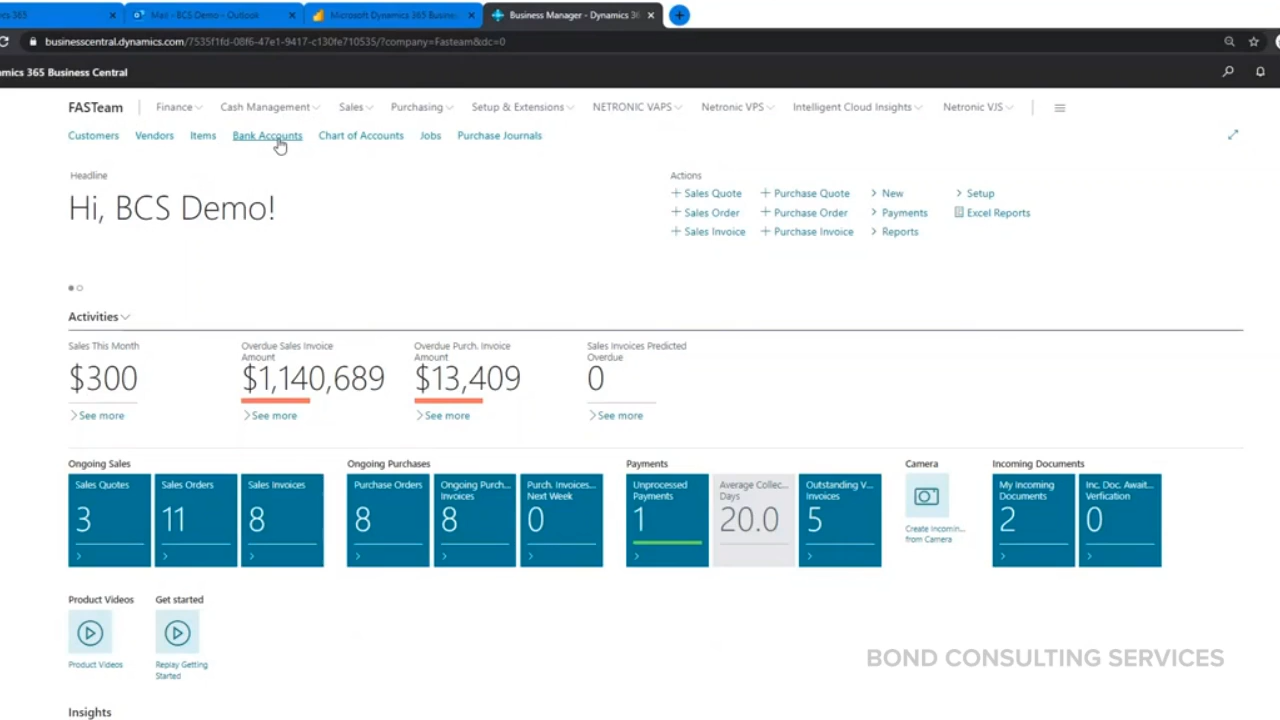 cs 365
Mail - BCS Demo - Outlook
Microsoft Dynamics 365 Busine
Business Manager - Dynamics 36
businesscentral.dynamics.com/7535f1fd-08f6-47e1-9417-c130fe710535/?company=Fasteam&dc=0
mics 365 Business Central
FASTeam
Finance
Cash Management
Sales
Purchasing
Setup & Extensions
NETRONIC VAPS
Netronic VPS
Intelligent Cloud Insights
Netronic VJS
Customers
Vendors
Items
Bank Accounts
Chart of Accounts
Jobs
Purchase Journals
Headline
Hi, BCS Demo!
Actions
+ Sales Quote
+ Purchase Quote
> New
> Setup
+ Sales Order
+ Purchase Order
> Payments
Excel Reports
+ Sales Invoice
+ Purchase Invoice
> Reports
Activities
Sales This Month
$300
>See more
Overdue Sales Invoice
Amount
$1,140,689
>See more
Overdue Purch. Invoice
Amount
$13,409
>See more
Sales Invoices Predicted
Overdue
0
>See more
Ongoing Sales
Sales Quotes
3
Sales Orders
11
Sales Invoices
8
Ongoing Purchases
Purchase Orders
8
Ongoing Purch...
Invoices
8
Purch. Invoices...
Next Week
0
Payments
Unprocessed
Payments
1
Average Collec...
Days
20.0
Outstanding V...
Invoices
5
Camera
Create Incomin...
from Camera
Incoming Documents
My Incoming
Documents
2
Inc. Doc. Await...
Verfication
0
Product Videos
Product Videos
Get started
Replay Getting
Started
BOND CONSULTING SERVICES
Insights